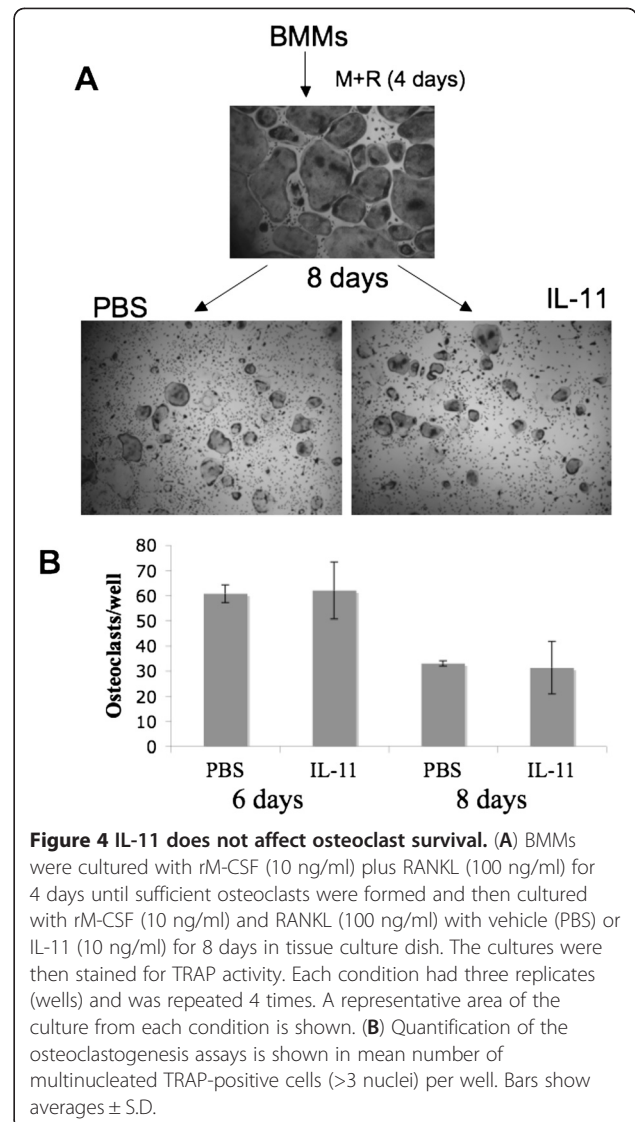 BMMs
A
M+R (4 days)
8 days
PBS
IL-11
B
80
70
60
50
40
30
20
10
0
Osteoclasts/well
PBS
IL-11
PBS
IL-11
6 days
8 days
Figure 4 IL-11 does not affect osteoclast survival. (A) BMMs
were cultured with rM-CSF (10 ng/ml) plus RANKL (100 ng/ml) for
4 days until sufficient osteoclasts were formed and then cultured
with rM-CSF (10 ng/ml) and RANKL (100 ng/ml) with vehicle (PBS) or
IL-11 (10 ng/ml) for 8 days in tissue culture dish. The cultures were
then stained for TRAP activity. Each condition had three replicates
(wells) and was repeated 4 times. A representative area of the
culture from each condition is shown. (B) Quantification of the
osteoclastogenesis assays is shown in mean number of
multinucleated TRAP-positive cells (>3 nuclei) per well. Bars show
averages ± S.D.